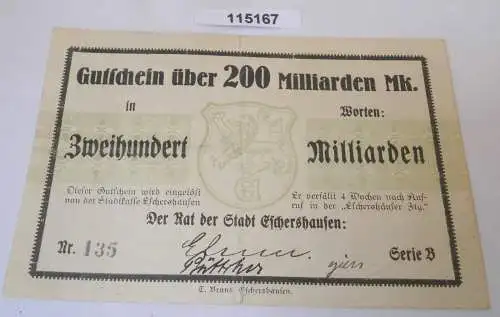 115167
Gutschein über 200 Milliarden Mk.
in Worten:
Zweihundert Milliarden
Dieser Gutschein wird eingelöst
von der Stadtkasse Eschershausen.
Er verfällt 4 Wochen nach Auf-
ruf in der „Eschershäuser Ztg.“
Der Rat der Stadt Eschershausen:
Nr. 135
Serie B
Eschershausen.